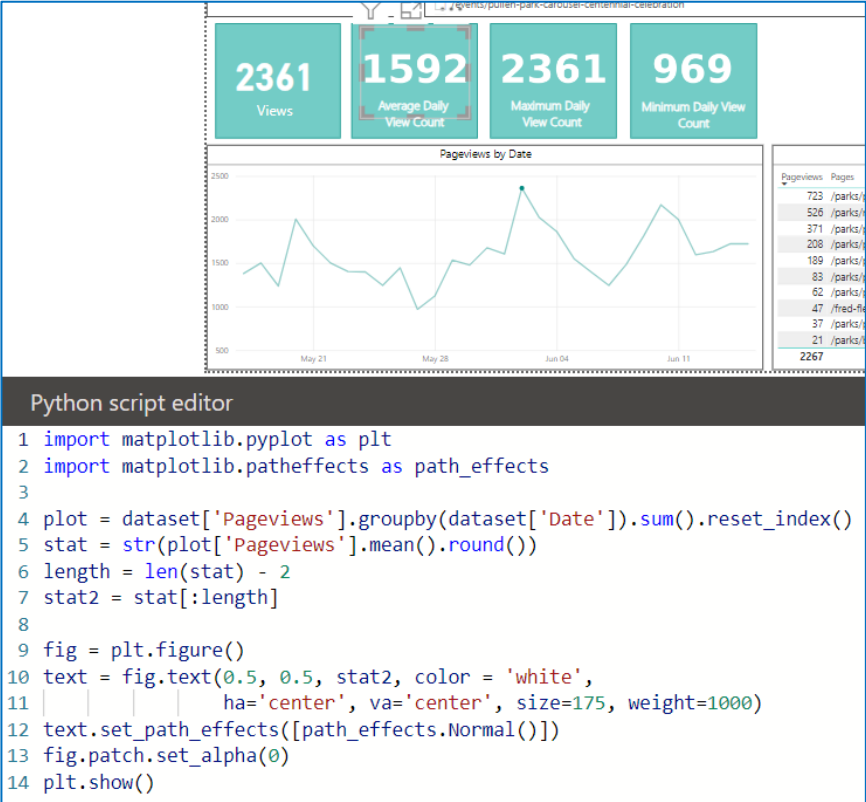 /events/pullen-park-carousel-centennial-celebration
2361
Views
1592
Average Daily
View Count
2361
Maximum Daily
View Count
969
Minimum Daily View
Count
Pageviews by Date
2500
2000
1500
1000
500
May 21
May 28
Jun 04
Jun 11
Pageviews Pages
723 /parks/
526 /parks/
371 /parks/
208 /parks/
189 /parks/
83 /parks/
62 /parks/
47 /fred-fle
37 /parks/
21 /parks/
2267
Python script editor
1 import matplotlib.pyplot as plt
2 import matplotlib.patheffects as path_effects
3
4 plot = dataset['Pageviews'].groupby(dataset['Date']).sum().reset_index()
5 stat = str(plot['Pageviews'].mean().round())
6 length = len(stat) - 2
7 stat2 = stat[:length]
8
9 fig = plt.figure()
10 text = fig.text(0.5, 0.5, stat2, color = 'white',
11 ha='center', va='center', size=175, weight=1000)
12 text.set_path_effects([path_effects.Normal()])
13 fig.patch.set_alpha(0)
14 plt.show()